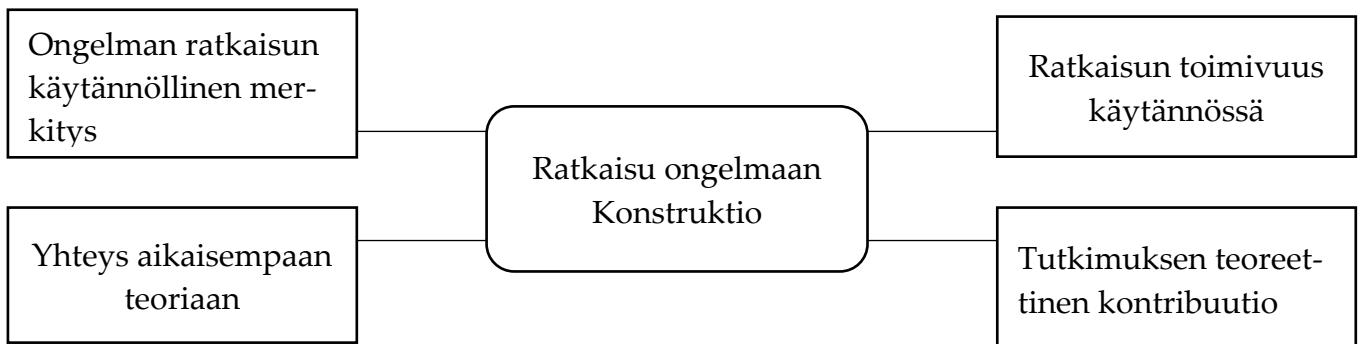 Ongelman ratkaisun
käytännöllinen mer-
kitys
Yhteys aikaisempaan
teoriaan
Ratkaisu ongelmaan
Konstruktio
Ratkaisun toimivuus
käytännössä
Tutkimuksen teoreet-
tinen kontribuutio